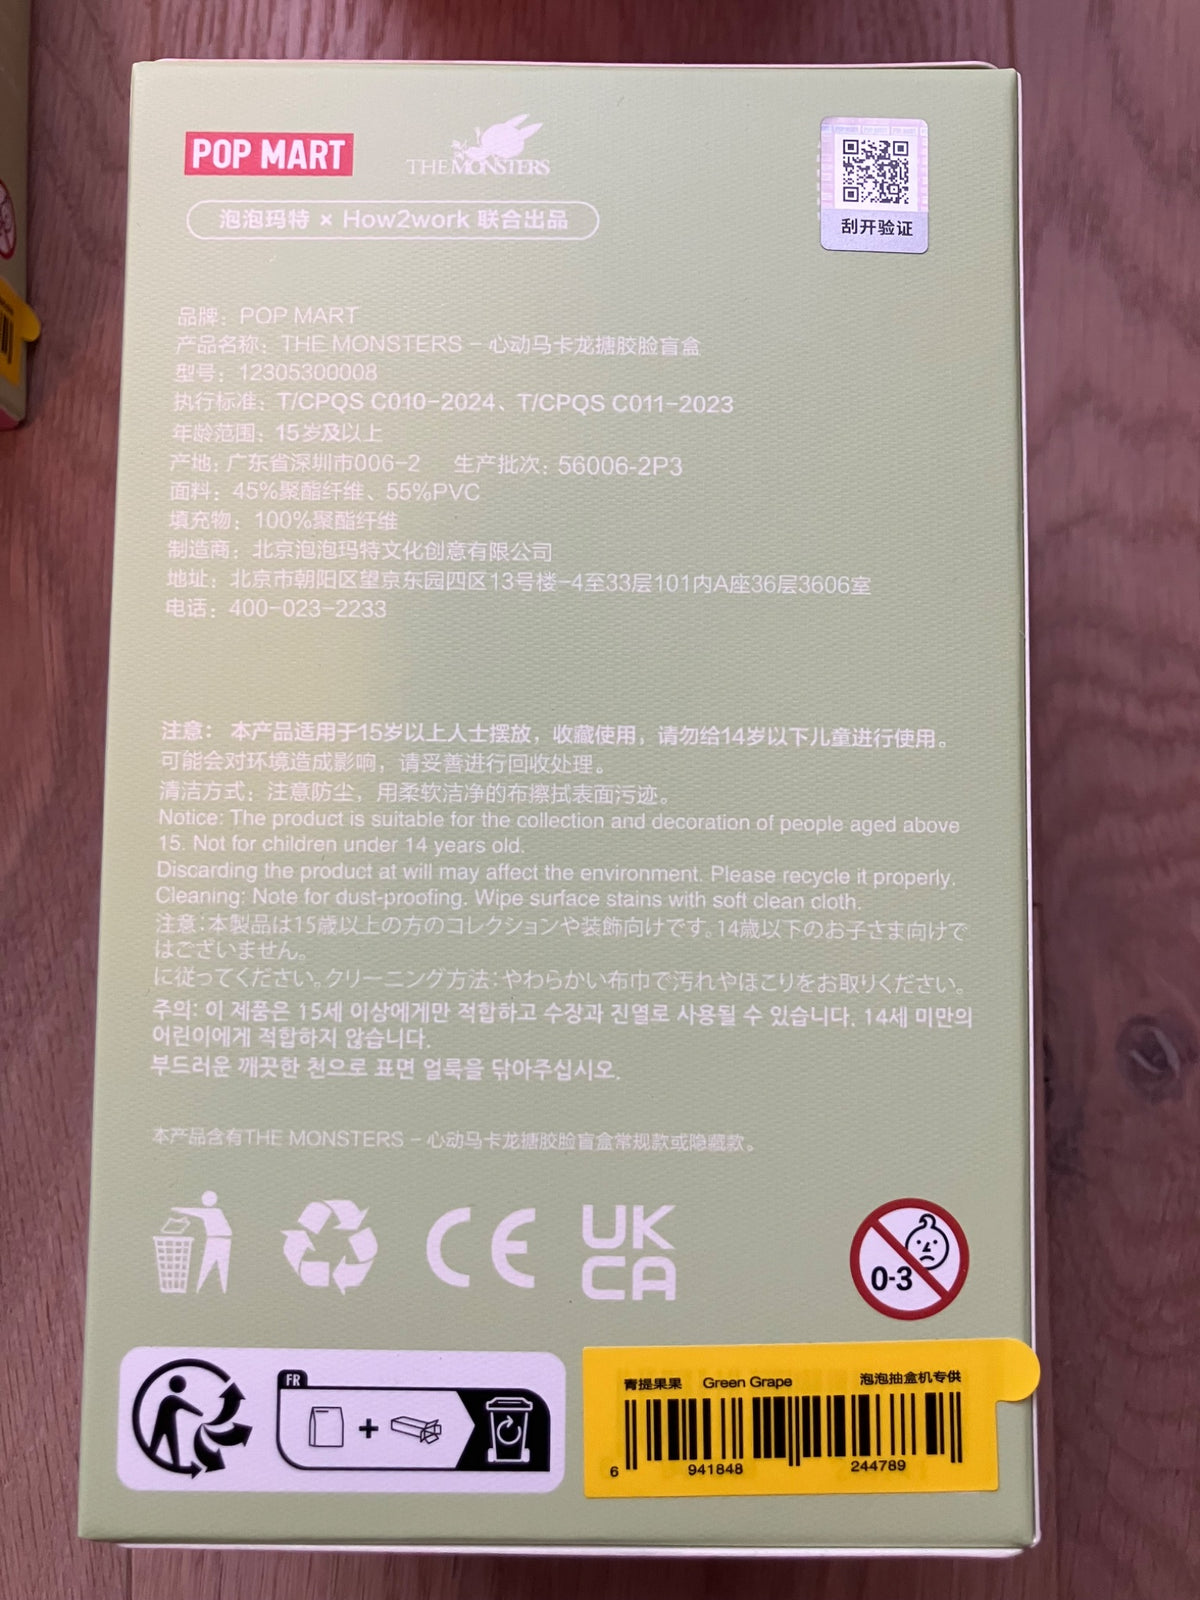 POP MART
THE MONSTERS
泡泡玛特 × How2work 联合出品
刮开验证
品牌：POP MART
产品名称：THE MONSTERS - 心动马卡龙搪胶脸盲盒
型号：12305300008
执行标准：T/CPQS C010-2024、T/CPQS C011-2023
年龄范围：15岁及以上
产地：广东省深圳市006-2 生产批次：56006-2P3
面料：45%聚酯纤维、55%PVC
填充物：100%聚酯纤维
制造商：北京泡泡玛特文化创意有限公司
地址：北京市朝阳区望京东园四区13号楼-4至33层101内A座36层3606室
电话：400-023-2233
注意：本产品适用于15岁以上人士摆放，收藏使用，请勿给14岁以下儿童进行使用。
可能会对环境造成影响，请妥善进行回收处理。
清洁方式：注意防尘，用柔软洁净的布擦拭表面污迹。
Notice: The product is suitable for the collection and decoration of people aged above
15. Not for children under 14 years old.
Discarding the product at will may affect the environment. Please recycle it properly.
Cleaning: Note for dust-proofing. Wipe surface stains with soft clean cloth.
注意：本製品は15歳以上の方のコレクションや装飾向けです。14歳以下のお子さま向けで
はございません。
に従ってください。クリーニング方法：やわらかい布巾で汚れやほこりをお取りください。
주의: 이 제품은 15세 이상에게만 적합하고 수장과 진열로 사용될 수 있습니다. 14세 미만의
어린이에게 적합하지 않습니다.
부드러운 깨끗한 천으로 표면 얼룩을 닦아주십시오.
本产品含有THE MONSTERS - 心动马卡龙搪胶脸盲盒常规款或隐藏款。
CE
UK
CA
0-3
FR
+
青提果果 Green Grape 泡泡抽盒机专供
6 941848 244789